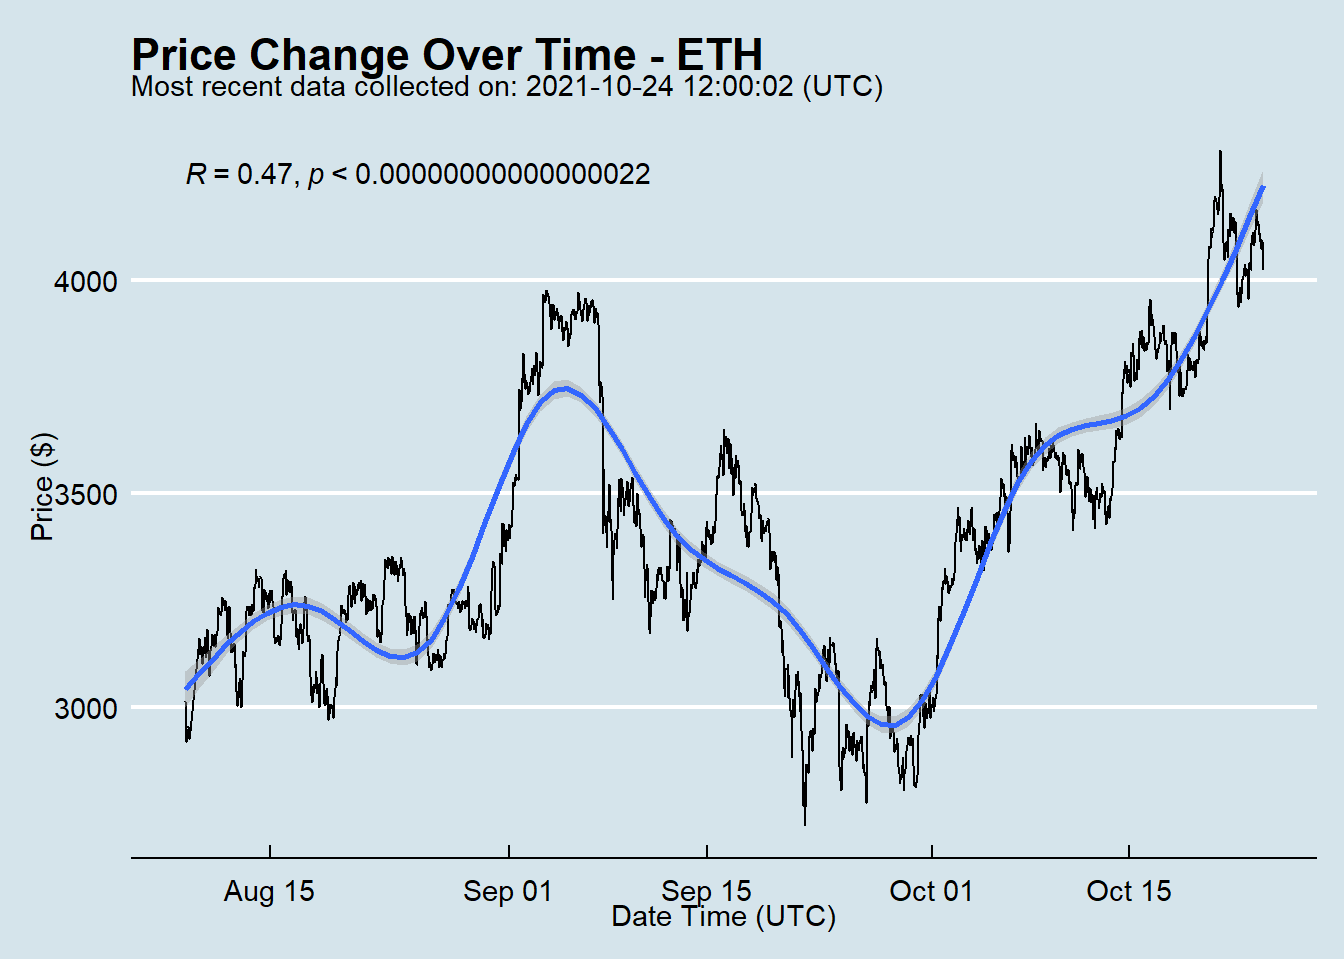 Price Change Over Time - ETH
Most recent data collected on: 2021-10-24 12:00:02 (UTC)
R = 0.47, p < 0.00000000000000022
Price ($)
4000
3500
3000
Aug 15 Sep 01 Sep 15 Oct 01 Oct 15
Date Time (UTC)